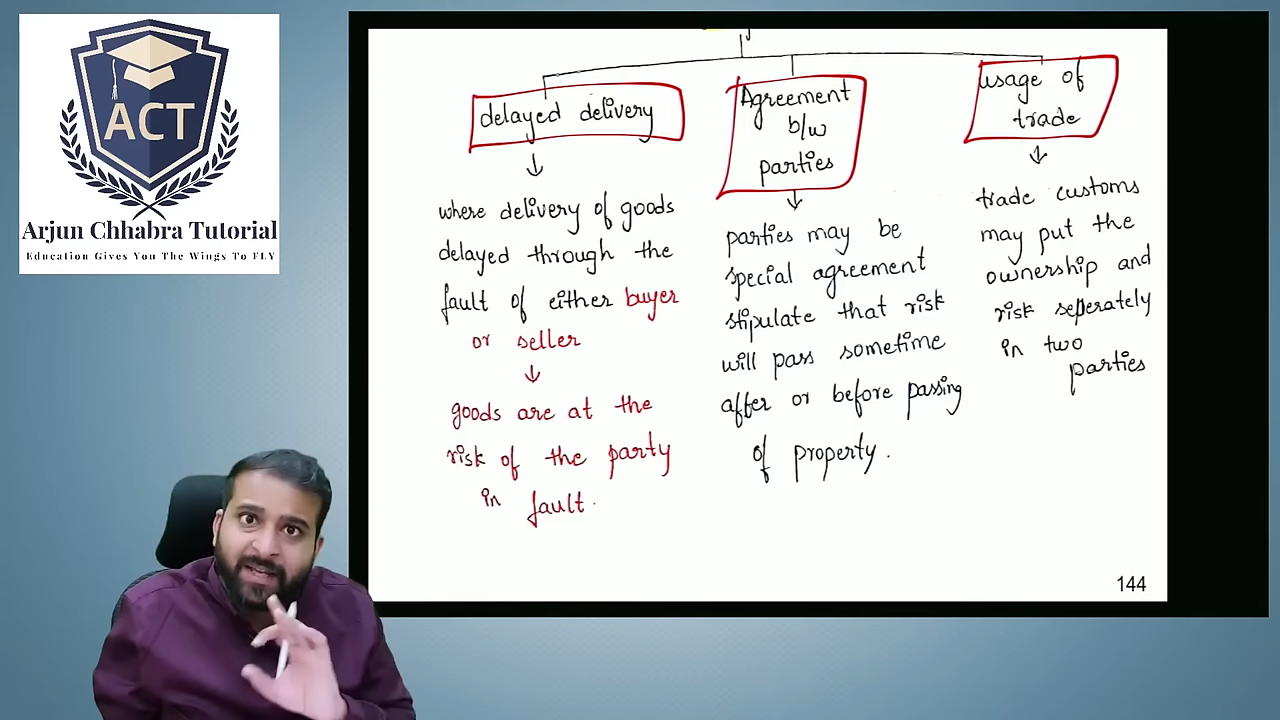 ACT
Arjun Chhabra Tutorial
Education Gives You The Wings To FLY
delayed delivery
where delivery of goods
delayed through the
fault of either buyer
or seller
goods are at the
risk of the party
in fault.
Agreement
b/w
parties
parties may be
special agreement
stipulate that risk
will pass sometime
after or before passing
of property.
usage of
trade
trade customs
may put the
ownership and
risk seperately
in two
parties
144